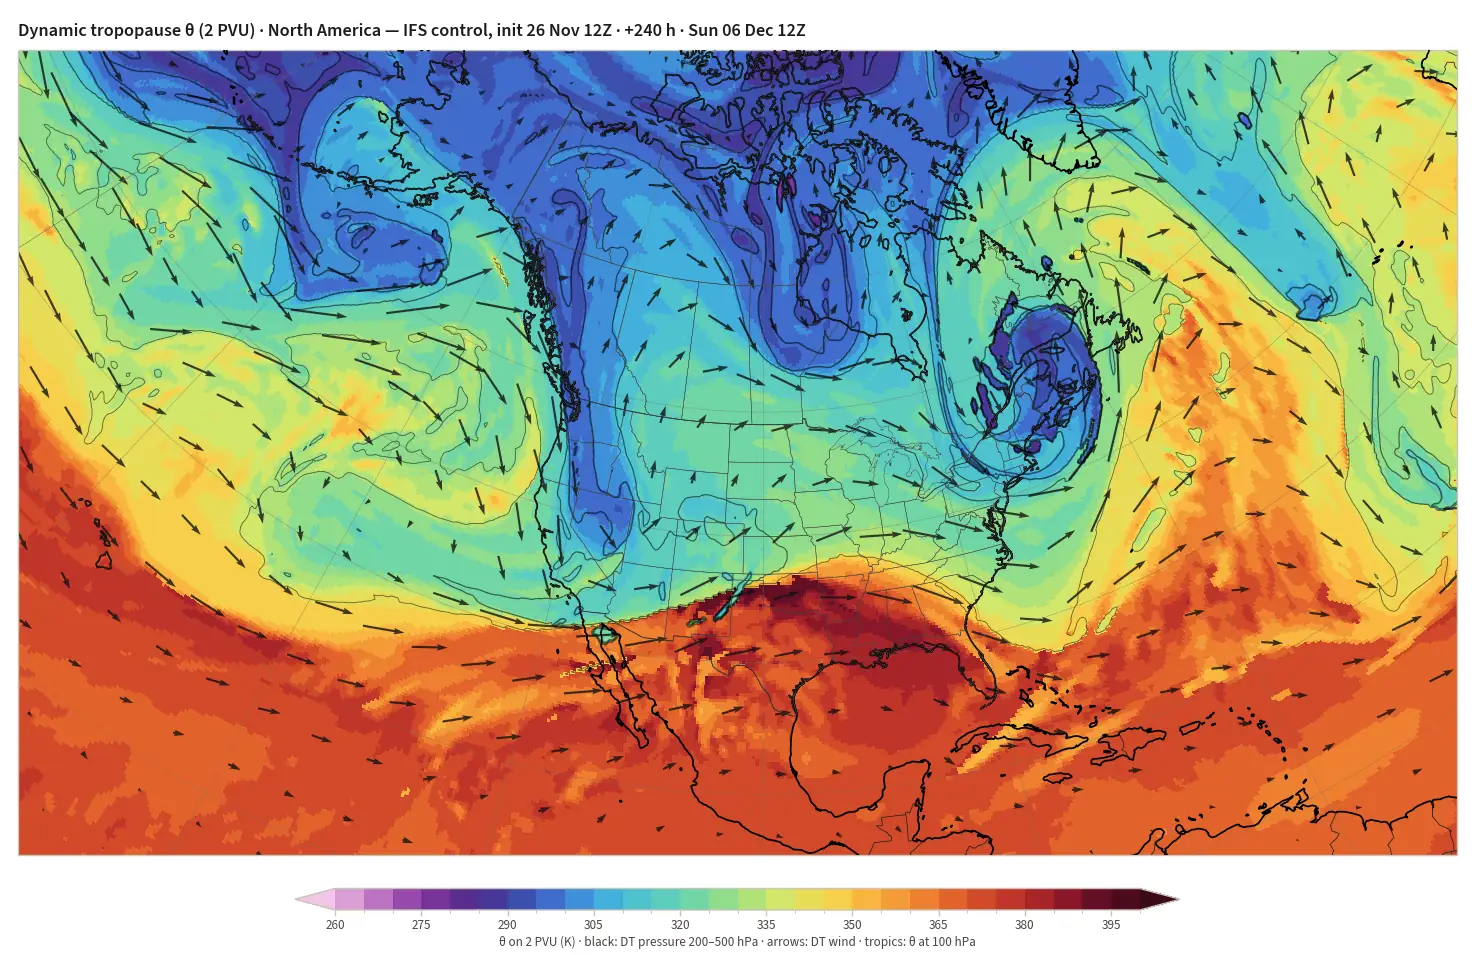 Dynamic tropopause θ (2 PVU) · North America — IFS control, init 26 Nov 12Z · +240 h · Sun 06 Dec 12Z
260 275 290 305 320 335 350 365 380 395
θ on 2 PVU (K) · black: DT pressure 200–500 hPa · arrows: DT wind · tropics: θ at 100 hPa